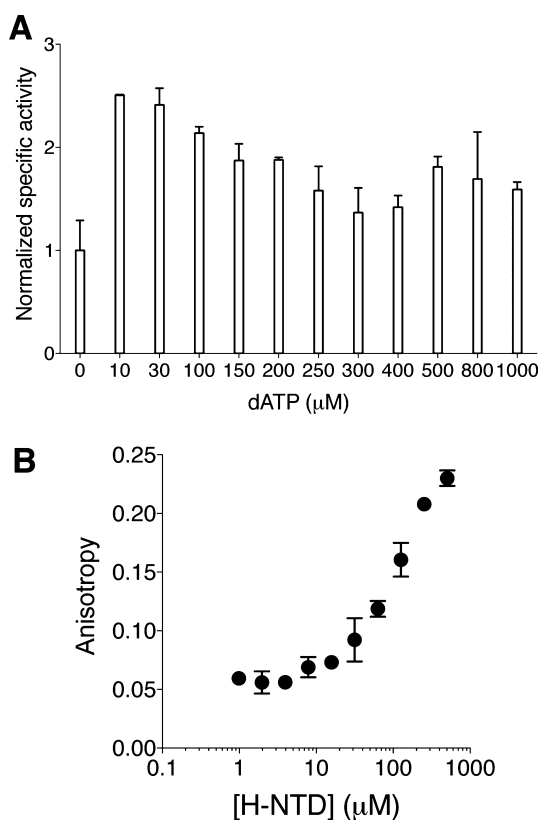 A
3
2
1
0
Normalized specific activity
0 10 30 100 150 200 250 300 400 500 800 1000
dATP (μM)
B
0.25
0.20
0.15
0.10
0.05
0.00
Anisotropy
0.1 1 10 100 1000
[H-NTD] (μM)